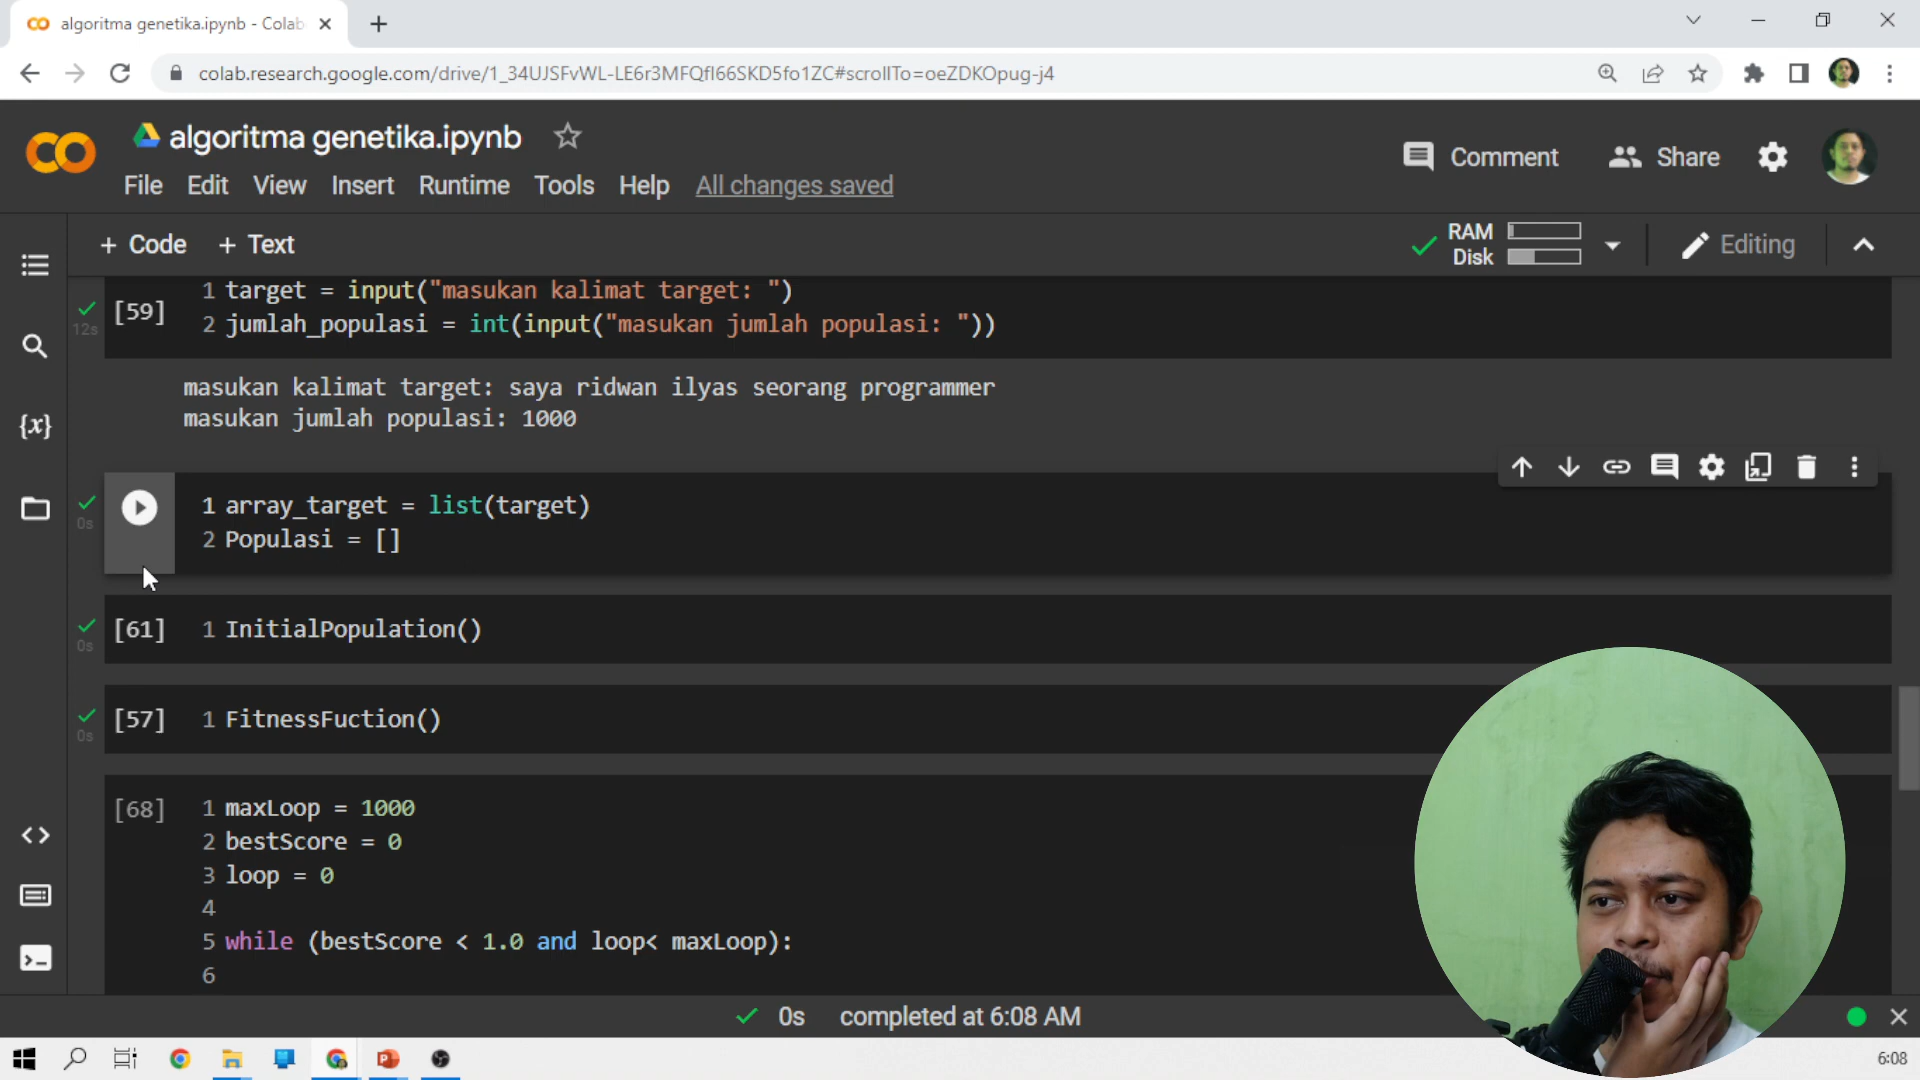 algoritma genetika.ipynb - Colab
colab.research.google.com/drive/1_34UJSFvWL-LE6r3MFQfI66SKD5fo1ZC#scrollTo=oeZDKOpug-j4
algoritma genetika.ipynb
Comment Share
File Edit View Insert Runtime Tools Help All changes saved
+ Code + Text
RAM
Disk
Editing
[59]
12s
1 target = input("masukan kalimat target: ")
2 jumlah_populasi = int(input("masukan jumlah populasi: "))
masukan kalimat target: saya ridwan ilyas seorang programmer
masukan jumlah populasi: 1000
0s
1 array_target = list(target)
2 Populasi = []
[61] 1 InitialPopulation()
0s
[57] 1 FitnessFuction()
0s
[68] 1 maxLoop = 1000
2 bestScore = 0
3 loop = 0
4
5 while (bestScore < 1.0 and loop< maxLoop):
6
0s completed at 6:08 AM
6:08